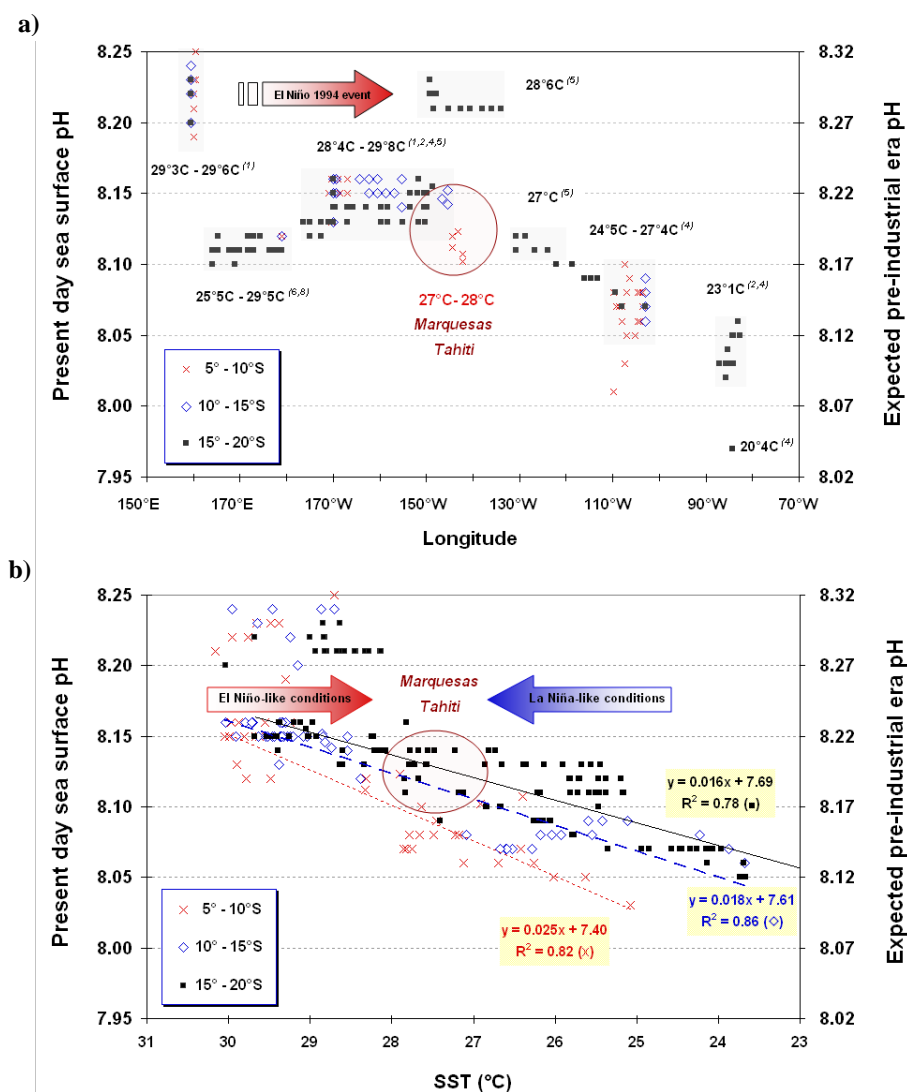 a)
Present day sea surface pH
Expected pre-industrial era pH
8.25
8.20
8.15
8.10
8.05
8.00
7.95
8.32
8.27
8.22
8.17
8.12
8.07
8.02
El Niño 1994 event
28°6C (5)
29°3C - 29°6C (1)
28°4C - 29°8C (1,2,4,5)
27°C (5)
24°5C - 27°4C (4)
25°5C - 29°5C (6,8)
23°1C (2,4)
27°C - 28°C
Marquesas
Tahiti
5° - 10°S
10° - 15°S
15° - 20°S
20°4C (4)
150°E
170°E
170°W
150°W
130°W
110°W
90°W
70°W
Longitude
b)
Present day sea surface pH
Expected pre-industrial era pH
8.25
8.20
8.15
8.10
8.05
8.00
7.95
8.32
8.27
8.22
8.17
8.12
8.07
8.02
El Niño-like conditions
Marquesas
Tahiti
La Niña-like conditions
y = 0.016x + 7.69
R² = 0.78 (■)
y = 0.018x + 7.61
R² = 0.86 (◇)
y = 0.025x + 7.40
R² = 0.82 (×)
5° - 10°S
10° - 15°S
15° - 20°S
31
30
29
28
27
26
25
24
23
SST (°C)